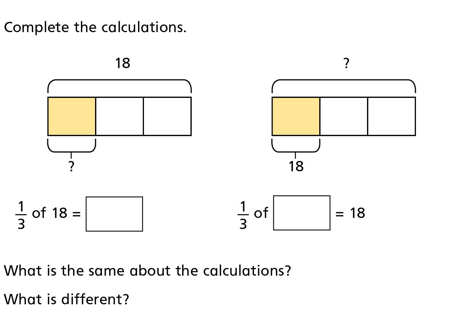 Complete the calculations.
18
?
?
18
1/3 of 18 =
1/3 of = 18
What is the same about the calculations?
What is different?